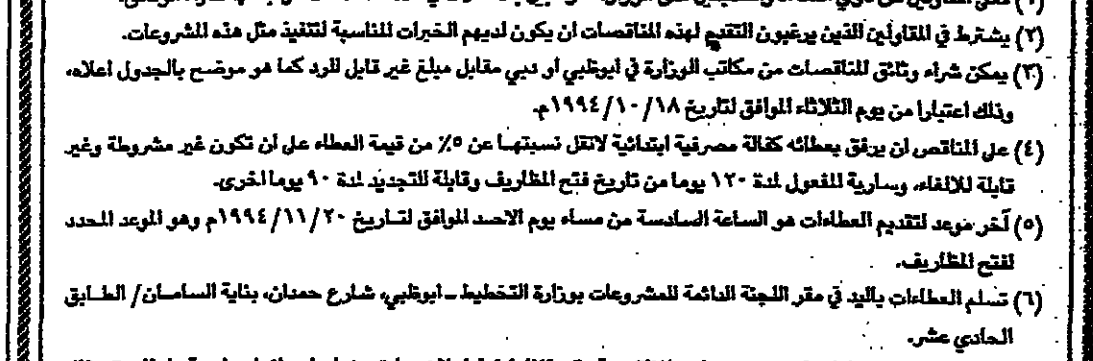 (٢) يشترط في المقاولين الذين يرغبون التقدم لهذه المناقصات ان يكون لديهم الخبرات المناسبة لتنفيذ مثل هذه المشروعات.
(٣) يمكن شراء وثائق المناقصات من مكاتب الوزارة في ابوظبي او دبي مقابل مبلغ غير قابل للرد كما هو موضح بالجدول اعلاه،
وذلك اعتبارا من يوم الثلاثاء الموافق لتاريخ ١٩٩٤/١٠/١٨م.
(٤) على المناقص ان يرفق بعطائه كفالة مصرفية ابتدائية لاتقل نسبتها عن ٥٪ من قيمة العطاء على ان تكون غير مشروطة وغير
قابلة للالغاء، وسارية المفعول لمدة ١٢٠ يوما من تاريخ فتح المظاريف وقابلة للتجديد لمدة ٩٠ يوما اخرى.
(٥) آخر موعد لتقديم العطاءات هو الساعة السادسة من مساء يوم الاحد الموافق لتاريخ ١٩٩٤/١١/٢٠م وهو الموعد المحدد
لفتح المظاريف.
(٦) تسلم العطاءات باليد في مقر اللجنة الدائمة للمشروعات بوزارة التخطيط - ابوظبي، شارع حمدان، بناية السامان/ الطابق
الحادي عشر.